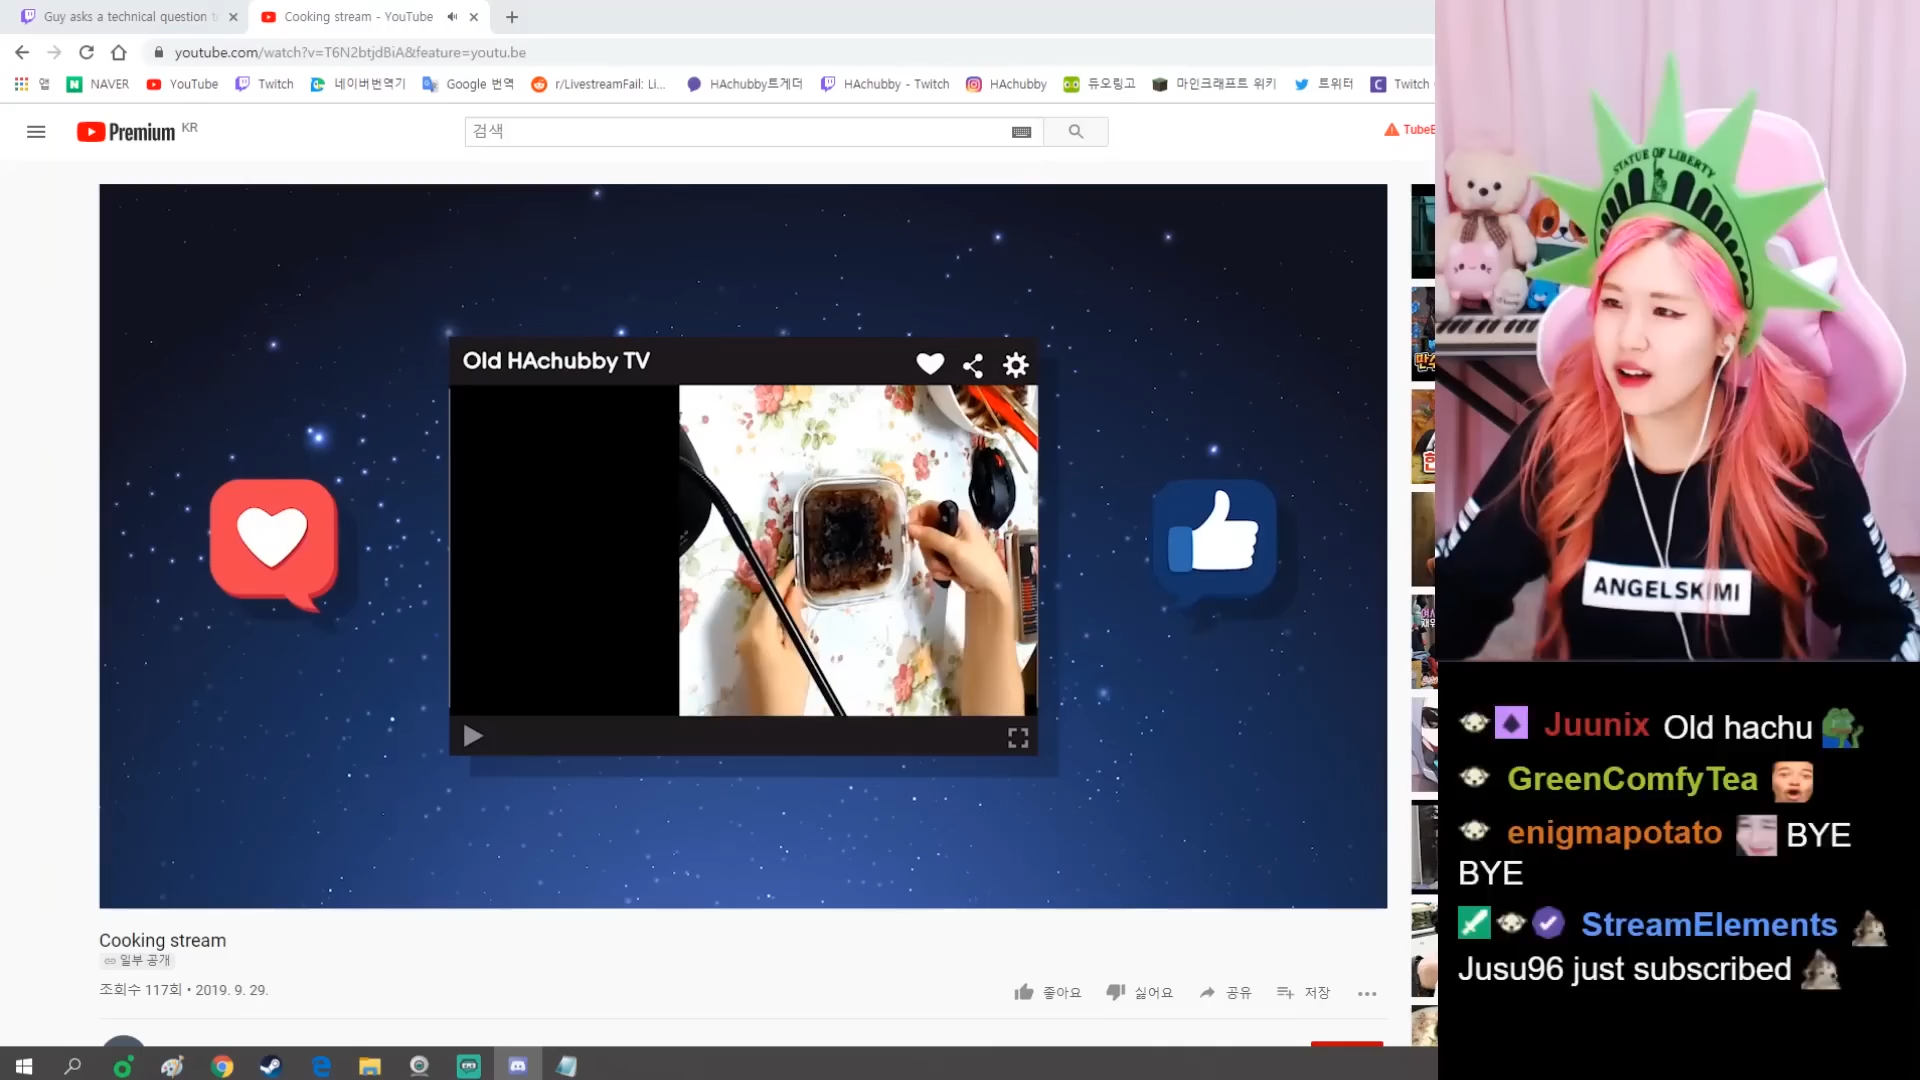 Guy asks a technical question t
Cooking stream - YouTube
youtube.com/watch?v=T6N2btjdBiA&feature=youtu.be
앱 NAVER YouTube Twitch 네이버번역기 Google 번역 r/LivestreamFail: Li... HAchubby트게더 HAchubby - Twitch HAchubby 듀오링고 마인크래프트 위키 트위터 Twitch
Premium KR
검색
TubeB
STATUE OF LIBERTY
Old HAchubby TV
ANGELSKIMI
Juunix Old hachu
GreenComfyTea
enigmapotato BYE
BYE
StreamElements
Jusu96 just subscribed
Cooking stream
일부 공개
조회수 117회 • 2019. 9. 29.
좋아요 싫어요 공유 저장